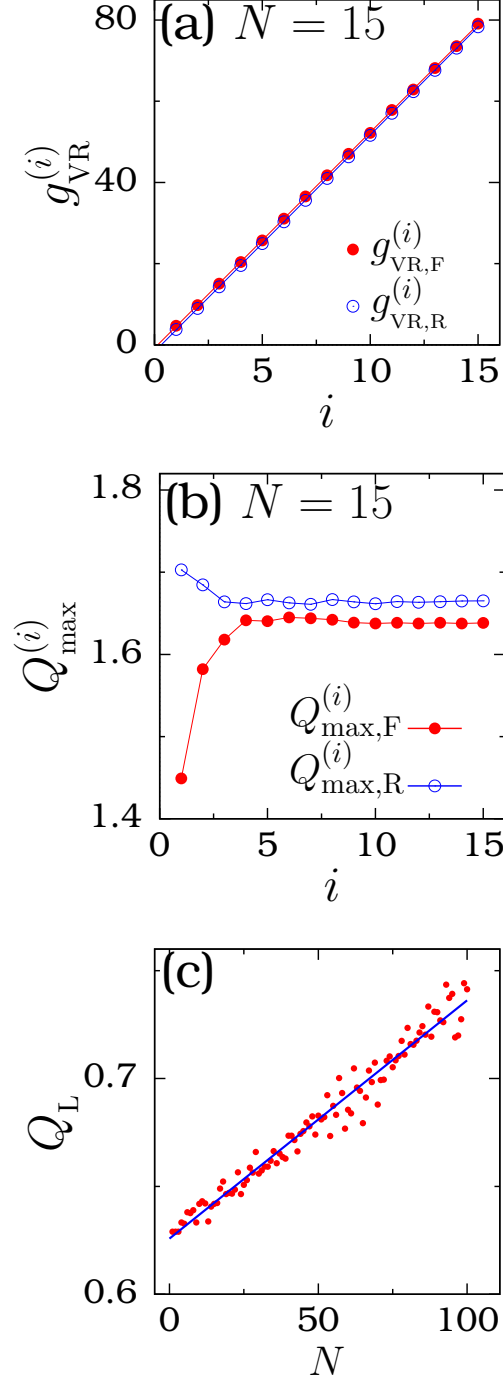 (a) N = 15
80
40
0
g_VR^(i)
g_VR,F^(i)
g_VR,R^(i)
0 5 10 15
i
(b) N = 15
1.8
1.6
1.4
Q_max^(i)
Q_max,F^(i)
Q_max,R^(i)
0 5 10 15
i
(c)
0.7
0.6
Q_L
0 50 100
N